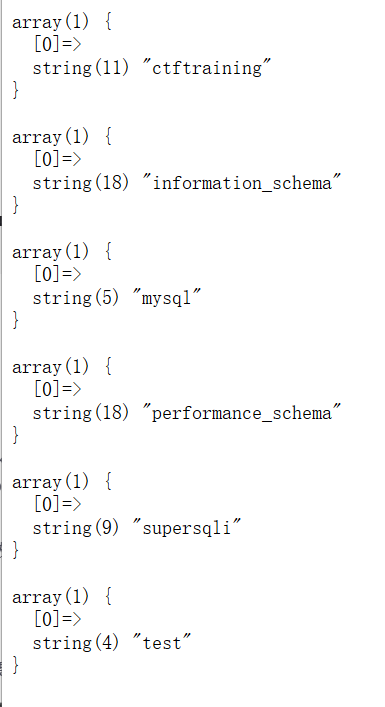 array(1) {
  [0]=>
  string(11) "ctftraining"
}
array(1) {
  [0]=>
  string(18) "information_schema"
}
array(1) {
  [0]=>
  string(5) "mysql"
}
array(1) {
  [0]=>
  string(18) "performance_schema"
}
array(1) {
  [0]=>
  string(9) "supersqli"
}
array(1) {
  [0]=>
  string(4) "test"
}